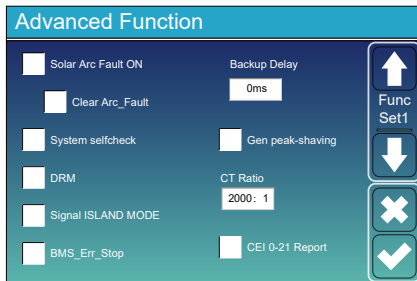 Advanced Function
Solar Arc Fault ON
Backup Delay
0ms
Clear Arc_Fault
Func
Set1
System selfcheck
Gen peak-shaving
DRM
CT Ratio
2000: 1
Signal ISLAND MODE
BMS_Err_Stop
CEI 0-21 Report